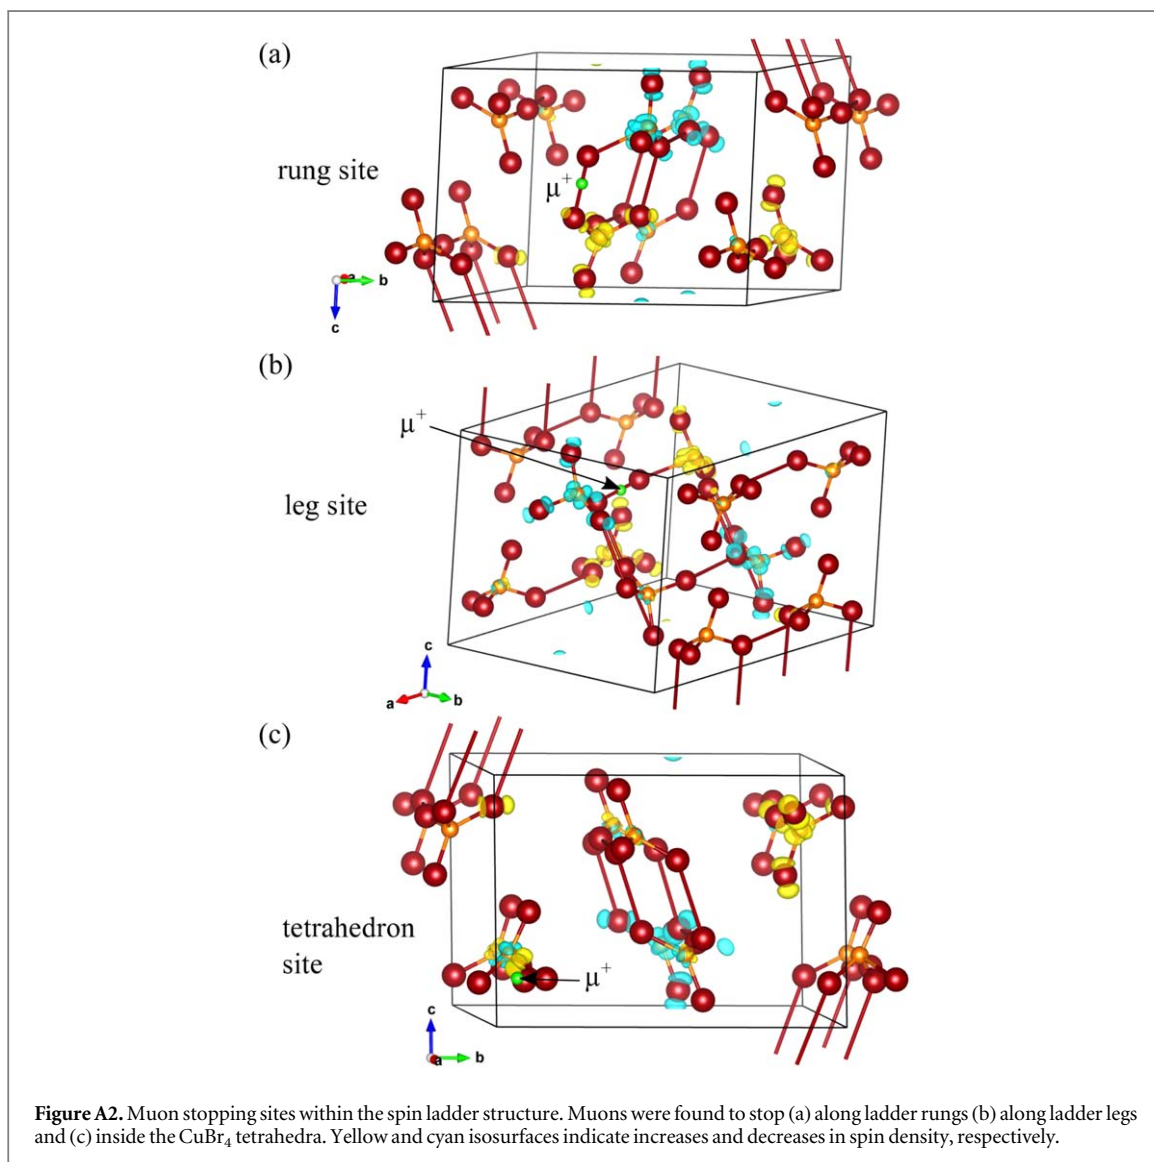 (a)
rung site
μ⁺
a
b
c
(b)
μ⁺
leg site
c
a
b
(c)
tetrahedron
site
μ⁺
c
a
b
Figure A2. Muon stopping sites within the spin ladder structure. Muons were found to stop (a) along ladder rungs (b) along ladder legs
and (c) inside the CuBr₄ tetrahedra. Yellow and cyan isosurfaces indicate increases and decreases in spin density, respectively.